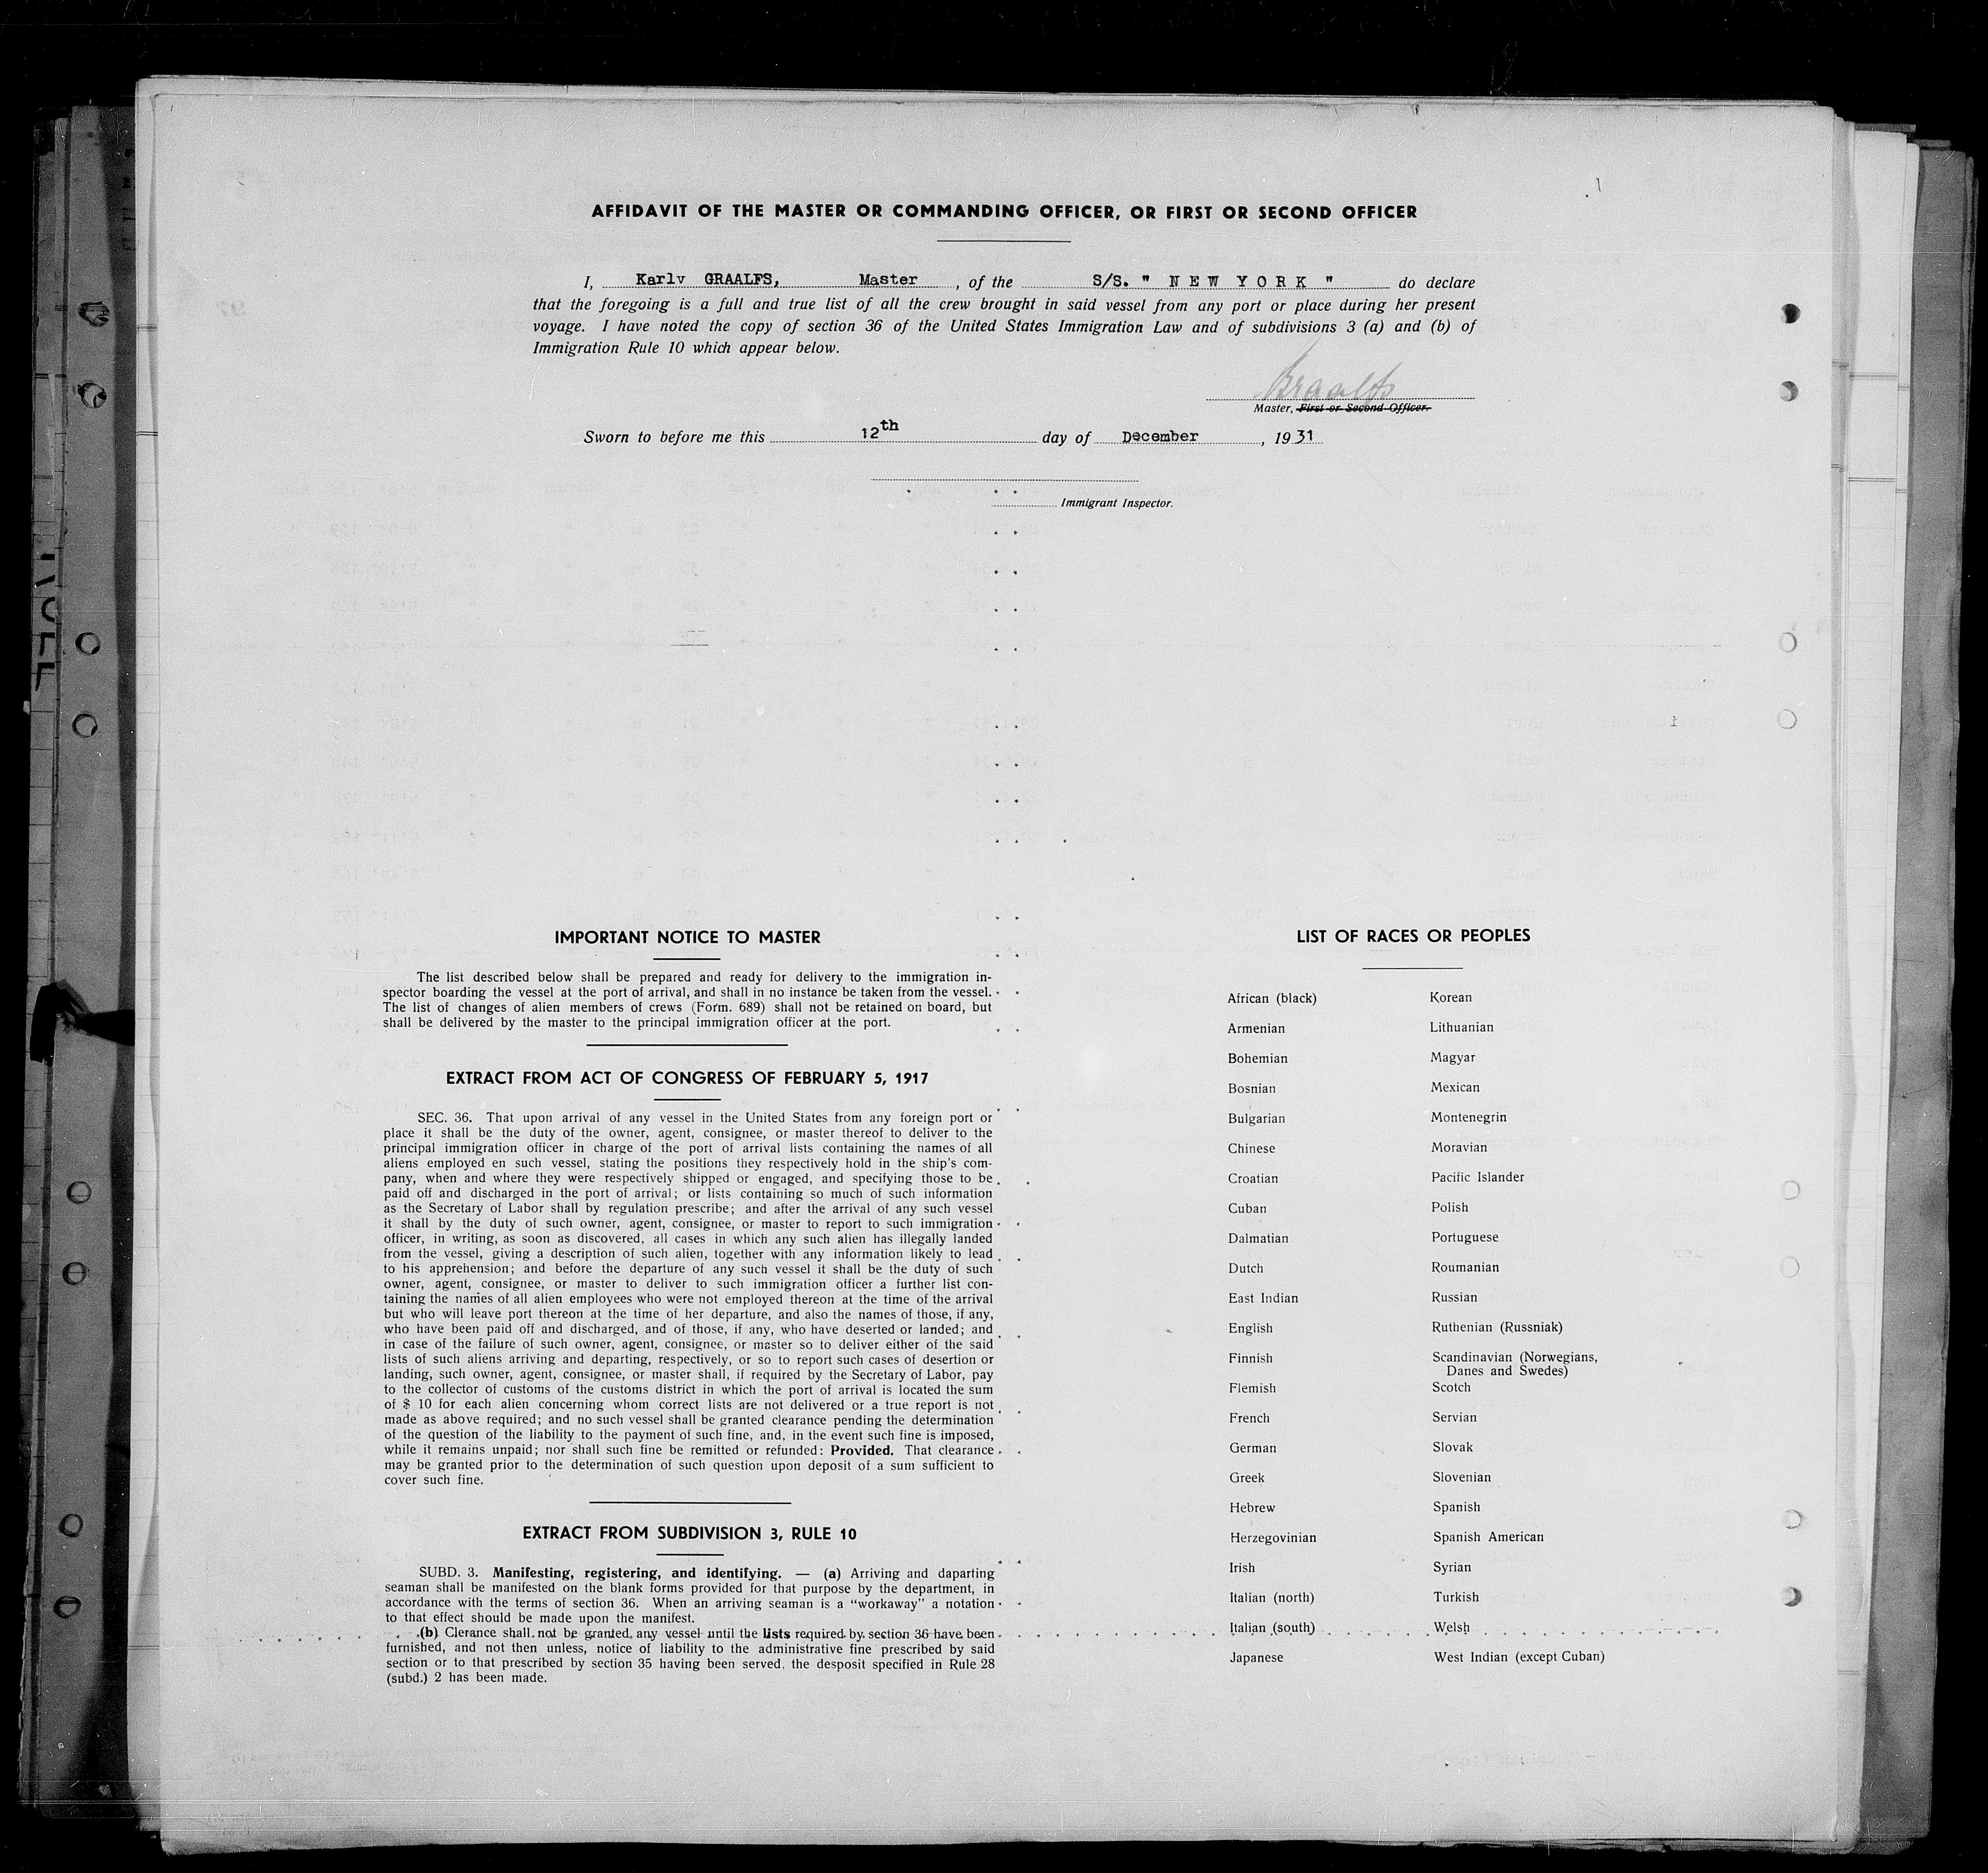 AFFIDAVIT OF THE MASTER OR COMMANDING OFFICER, OR FIRST OR SECOND OFFICER
I, Karlv GRAALFS, Master , of the S/S. " N E W Y O R K " do declare
that the foregoing is a full and true list of all the crew brought in said vessel from any port or place during her present
voyage. I have noted the copy of section 36 of the United States Immigration Law and of subdivisions 3 (a) and (b) of
Immigration Rule 10 which appear below.
Graalfs
Master, First or Second Officer.
Sworn to before me this 12th day of December , 1931
Immigrant Inspector.
IMPORTANT NOTICE TO MASTER
The list described below shall be prepared and ready for delivery to the immigration in-
spector boarding the vessel at the port of arrival, and shall in no instance be taken from the vessel.
The list of changes of alien members of crews (Form. 689) shall not be retained on board, but
shall be delivered by the master to the principal immigration officer at the port.
EXTRACT FROM ACT OF CONGRESS OF FEBRUARY 5, 1917
SEC. 36. That upon arrival of any vessel in the United States from any foreign port or
place it shall be the duty of the owner, agent, consignee, or master thereof to deliver to the
principal immigration officer in charge of the port of arrival lists containing the names of all
aliens employed en such vessel, stating the positions they respectively hold in the ship's com-
pany, when and where they were respectively shipped or engaged, and specifying those to be
paid off and discharged in the port of arrival; or lists containing so much of such information
as the Secretary of Labor shall by regulation prescribe; and after the arrival of any such vessel
it shall by the duty of such owner, agent, consignee, or master to report to such immigration
officer, in writing, as soon as discovered, all cases in which any such alien has illegally landed
from the vessel, giving a description of such alien, together with any information likely to lead
to his apprehension; and before the departure of any such vessel it shall be the duty of such
owner, agent, consignee, or master to deliver to such immigration officer a further list con-
taining the names of all alien employees who were not employed thereon at the time of the arrival
but who will leave port thereon at the time of her departure, and also the names of those, if any,
who have been paid off and discharged, and of those, if any, who have deserted or landed; and
in case of the failure of such owner, agent, consignee, or master so to deliver either of the said
lists of such aliens arriving and departing, respectively, or so to report such cases of desertion or
landing, such owner, agent, consignee, or master shall, if required by the Secretary of Labor, pay
to the collector of customs of the customs district in which the port of arrival is located the sum
of $ 10 for each alien concerning whom correct lists are not delivered or a true report is not
made as above required; and no such vessel shall be granted clearance pending the determination
of the question of the liability to the payment of such fine, and, in the event such fine is imposed,
while it remains unpaid; nor shall such fine be remitted or refunded: Provided. That clearance
may be granted prior to the determination of such question upon deposit of a sum sufficient to
cover such fine.
EXTRACT FROM SUBDIVISION 3, RULE 10
SUBD. 3. Manifesting, registering, and identifying. — (a) Arriving and daparting
seaman shall be manifested on the blank forms provided for that purpose by the department, in
accordance with the terms of section 36. When an arriving seaman is a "workaway" a notation
to that effect should be made upon the manifest.
(b) Clerance shall not be granted any vessel until the lists required by section 36 have been
furnished, and not then unless, notice of liability to the administrative fine prescribed by said
section or to that prescribed by section 35 having been served, the desposit specified in Rule 28
(subd.) 2 has been made.
LIST OF RACES OR PEOPLES
African (black)
Armenian
Bohemian
Bosnian
Bulgarian
Chinese
Croatian
Cuban
Dalmatian
Dutch
East Indian
English
Finnish
Flemish
French
German
Greek
Hebrew
Herzegovinian
Irish
Italian (north)
Italian (south)
Japanese
Korean
Lithuanian
Magyar
Mexican
Montenegrin
Moravian
Pacific Islander
Polish
Portuguese
Roumanian
Russian
Ruthenian (Russniak)
Scandinavian (Norwegians,
Danes and Swedes)
Scotch
Servian
Slovak
Slovenian
Spanish
Spanish American
Syrian
Turkish
Welsh
West Indian (except Cuban)